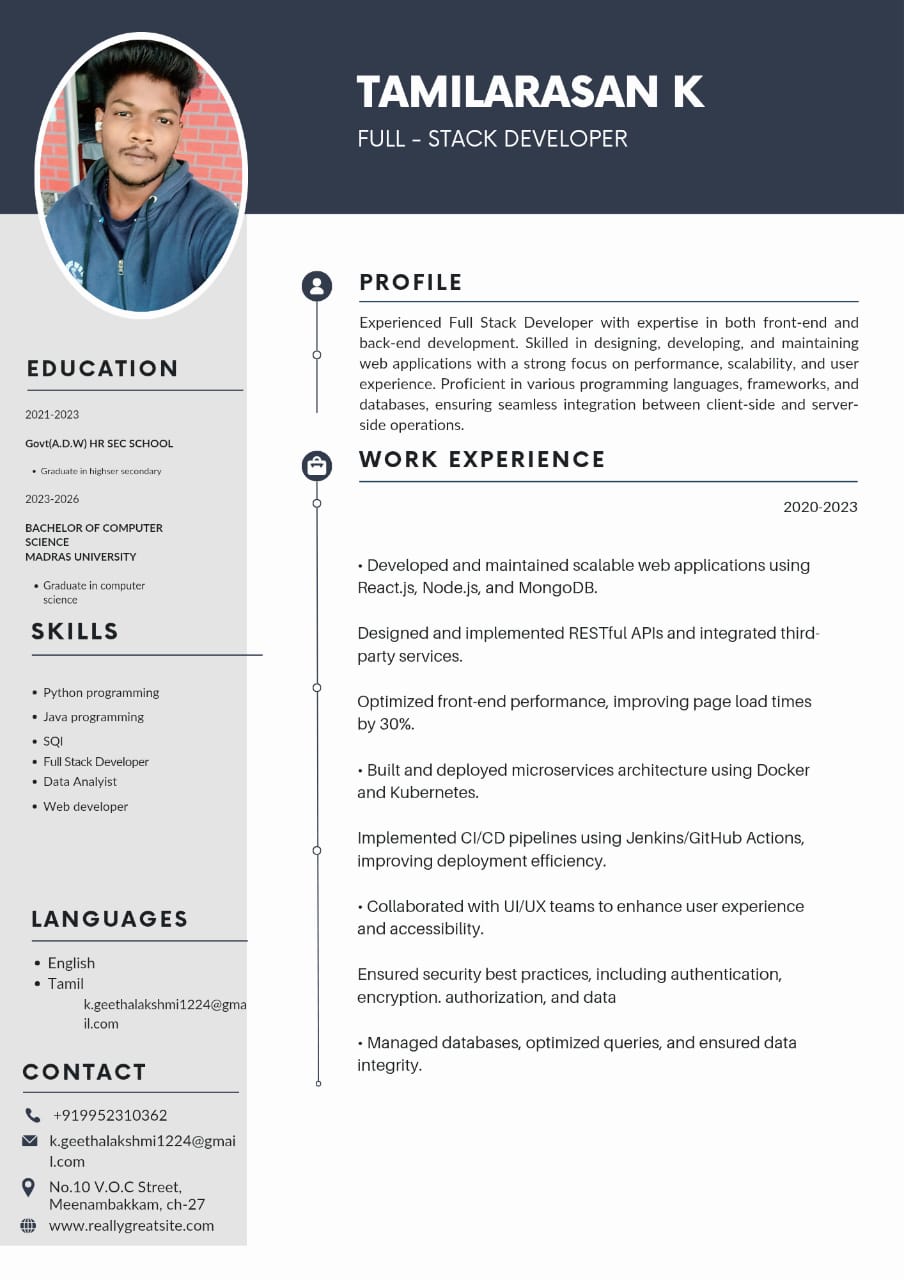 TAMILARASAN K
FULL – STACK DEVELOPER
EDUCATION
2021-2023
Govt(A.D.W) HR SEC SCHOOL
• Graduate in highser secondary
2023-2026
BACHELOR OF COMPUTER
SCIENCE
MADRAS UNIVERSITY
• Graduate in computer
science
SKILLS
• Python programming
• Java programming
• SQl
• Full Stack Developer
• Data Analyist
• Web developer
LANGUAGES
• English
• Tamil
k.geethalakshmi1224@gma
il.com
CONTACT
+919952310362
k.geethalakshmi1224@gmai
l.com
No.10 V.O.C Street,
Meenambakkam, ch-27
www.reallygreatsite.com
PROFILE
Experienced Full Stack Developer with expertise in both front-end and
back-end development. Skilled in designing, developing, and maintaining
web applications with a strong focus on performance, scalability, and user
experience. Proficient in various programming languages, frameworks, and
databases, ensuring seamless integration between client-side and server-
side operations.
WORK EXPERIENCE
2020-2023
• Developed and maintained scalable web applications using
React.js, Node.js, and MongoDB.
Designed and implemented RESTful APIs and integrated third-
party services.
Optimized front-end performance, improving page load times
by 30%.
• Built and deployed microservices architecture using Docker
and Kubernetes.
Implemented CI/CD pipelines using Jenkins/GitHub Actions,
improving deployment efficiency.
• Collaborated with UI/UX teams to enhance user experience
and accessibility.
Ensured security best practices, including authentication,
encryption. authorization, and data
• Managed databases, optimized queries, and ensured data
integrity.